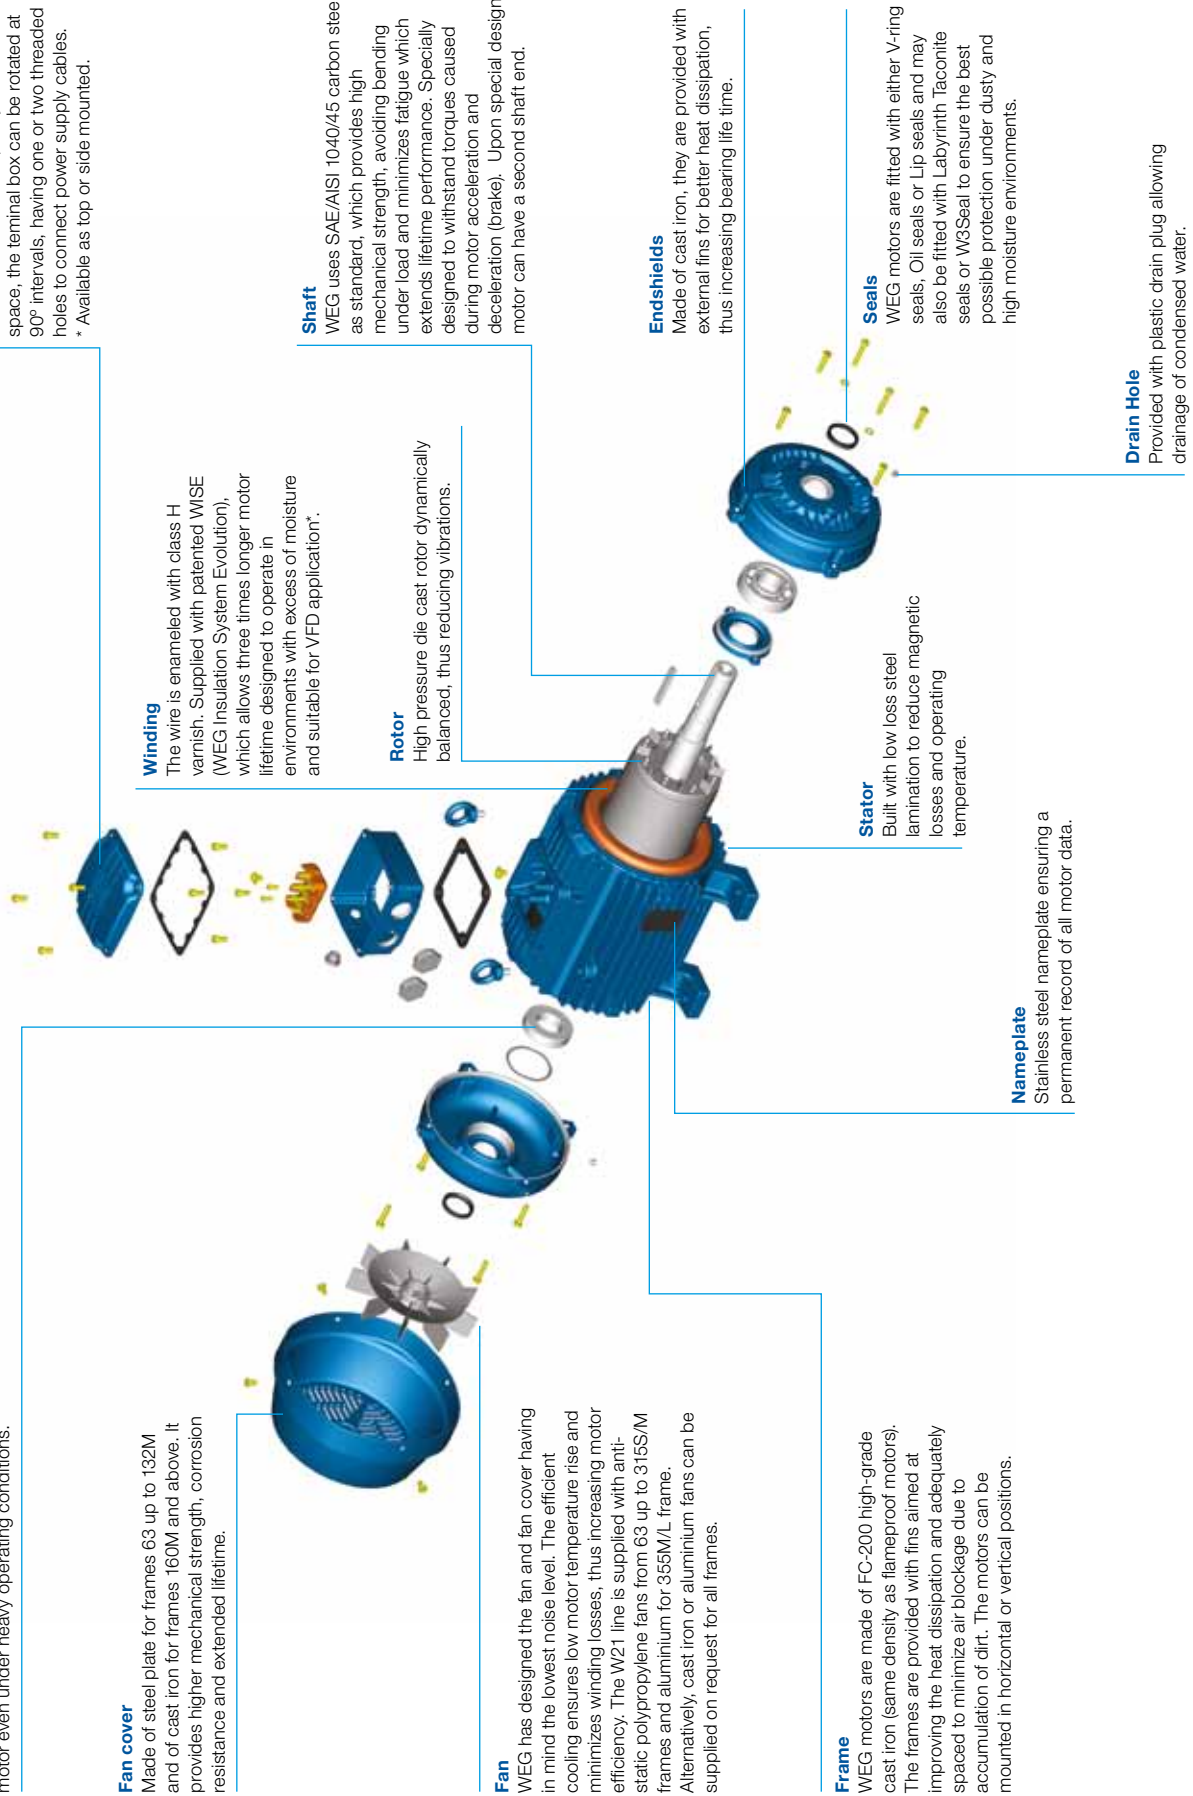 motor even under heavy operating conditions.
Fan cover
Made of steel plate for frames 63 up to 132M
and of cast iron for frames 160M and above. It
provides higher mechanical strength, corrosion
resistance and extended lifetime.
Fan
WEG has designed the fan and fan cover having
in mind the lowest noise level. The efficient
cooling ensures low motor temperature rise and
minimizes winding losses, thus increasing motor
efficiency. The W21 line is supplied with anti-
static polypropylene fans from 63 up to 315S/M
frames and aluminium for 355M/L frame.
Alternatively, cast iron or aluminium fans can be
supplied on request for all frames.
Frame
WEG motors are made of FC-200 high-grade
cast iron (same density as flameproof motors).
The frames are provided with fins aimed at
improving the heat dissipation and adequately
spaced to minimize air blockage due to
accumulation of dirt. The motors can be
mounted in horizontal or vertical positions.
Nameplate
Stainless steel nameplate ensuring a
permanent record of all motor data.
Winding
The wire is enameled with class H
varnish. Supplied with patented WISE
(WEG Insulation System Evolution),
which allows three times longer motor
lifetime designed to operate in
environments with excess of moisture
and suitable for VFD application*.
Rotor
High pressure die cast rotor dynamically
balanced, thus reducing vibrations.
Stator
Built with low loss steel
lamination to reduce magnetic
losses and operating
temperature.
space, the teminal box can be rotated at
90º intervals, having one or two threaded
holes to connect power supply cables.
* Available as top or side mounted.
Shaft
WEG uses SAE/AISI 1040/45 carbon stee
as standard, which provides high
mechanical strength, avoiding bending
under load and minimizes fatigue which
extends lifetime performance. Specially
designed to withstand torques caused
during motor acceleration and
deceleration (brake). Upon special design
motor can have a second shaft end.
Endshields
Made of cast iron, they are provided with
external fins for better heat dissipation,
thus increasing bearing life time.
Seals
WEG motors are fitted with either V-ring
seals, Oil seals or Lip seals and may
also be fitted with Labyrinth Taconite
seals or W3Seal to ensure the best
possible protection under dusty and
high moisture environments.
Drain Hole
Provided with plastic drain plug allowing
drainage of condensed water.